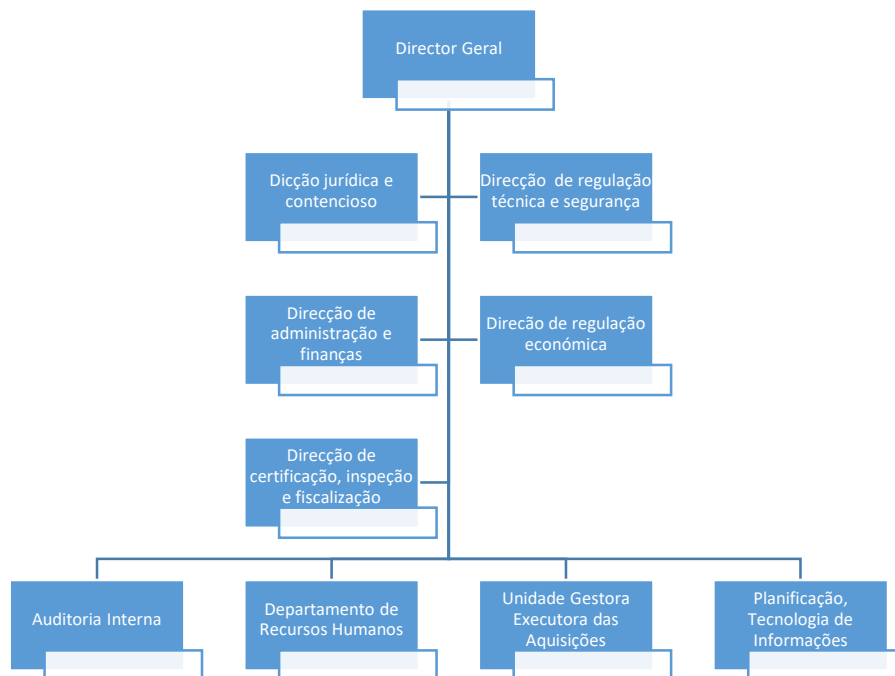 Director Geral
Dicção jurídica e
contencioso
Direcção de regulação
técnica e segurança
Direcção de
administração e
finanças
Direcão de regulação
económica
Direcção de
certificação, inspeção
e fiscalização
Auditoria Interna
Departamento de
Recursos Humanos
Unidade Gestora
Executora das
Aquisições
Planificação,
Tecnologia de
Informações